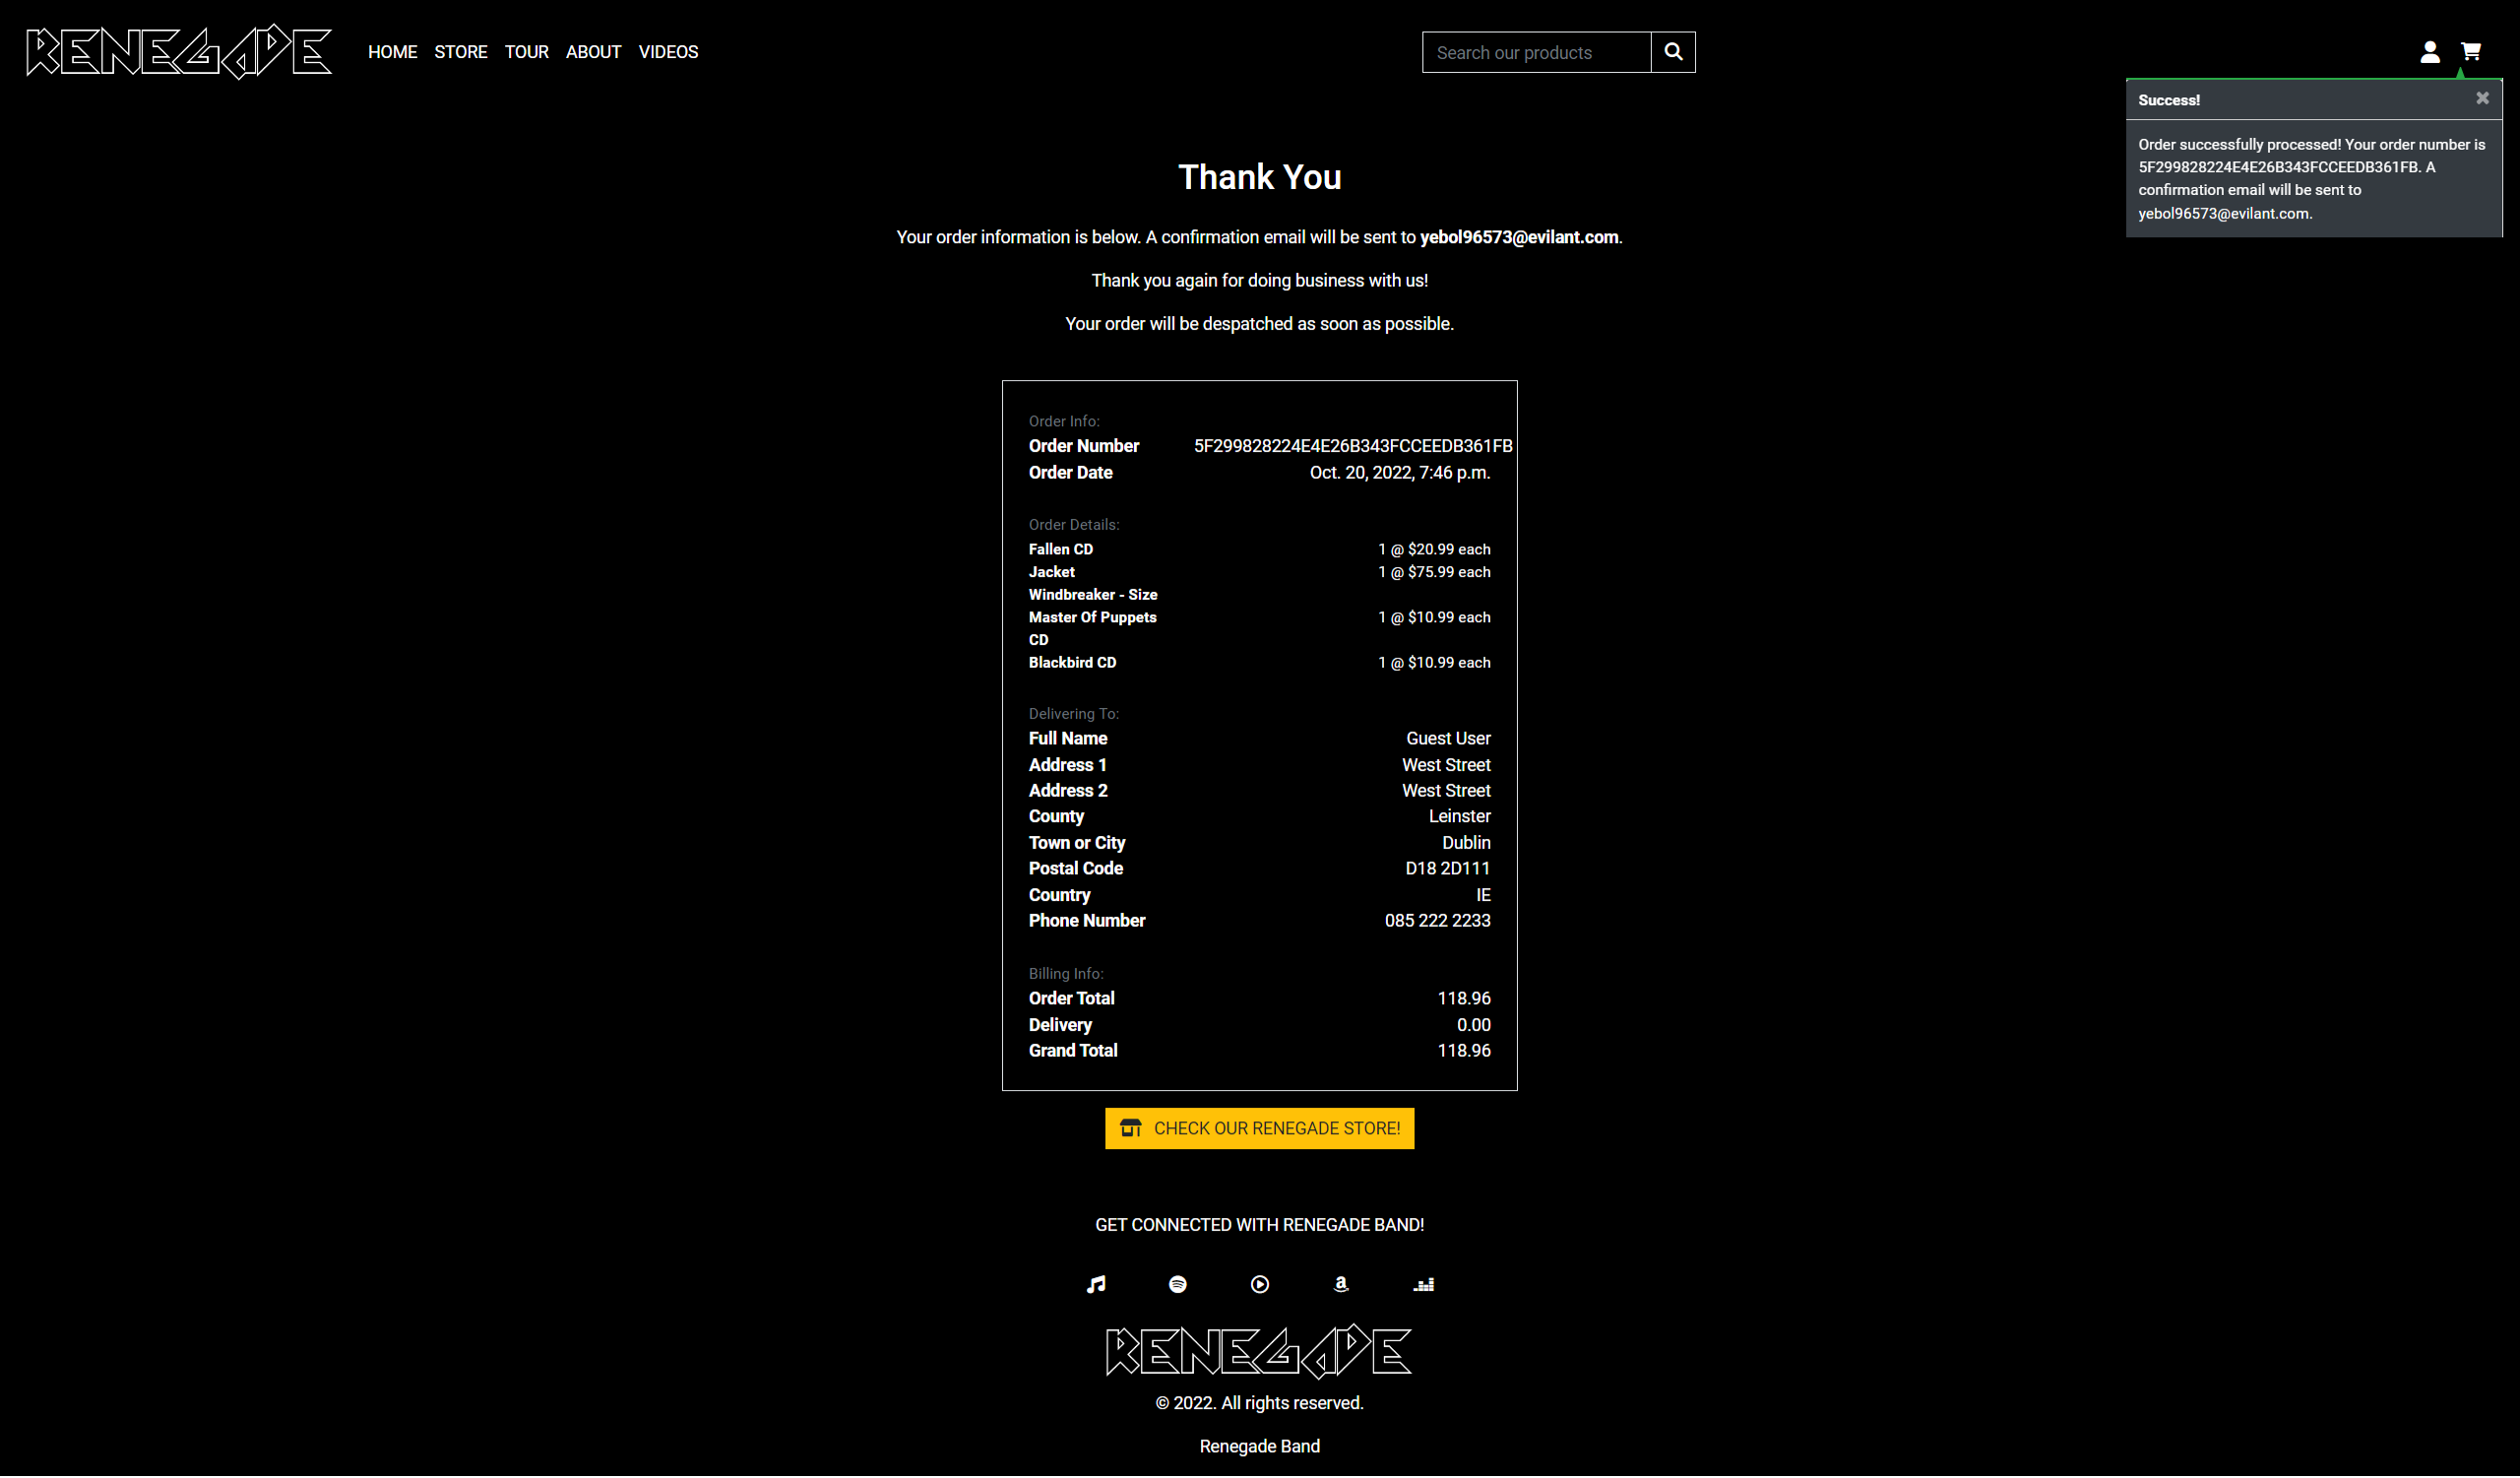 RENEGADE
HOME STORE TOUR ABOUT VIDEOS
Search our products
Success!
Order successfully processed! Your order number is
5F299828224E4E26B343FCCEEDB361FB. A
confirmation email will be sent to
yebol96573@evilant.com.
Thank You
Your order information is below. A confirmation email will be sent to yebol96573@evilant.com.
Thank you again for doing business with us!
Your order will be despatched as soon as possible.
Order Info:
Order Number 5F299828224E4E26B343FCCEEDB361FB
Order Date Oct. 20, 2022, 7:46 p.m.
Order Details:
Fallen CD 1 @ $20.99 each
Jacket 1 @ $75.99 each
Windbreaker - Size
Master Of Puppets 1 @ $10.99 each
CD
Blackbird CD 1 @ $10.99 each
Delivering To:
Full Name Guest User
Address 1 West Street
Address 2 West Street
County Leinster
Town or City Dublin
Postal Code D18 2D111
Country IE
Phone Number 085 222 2233
Billing Info:
Order Total 118.96
Delivery 0.00
Grand Total 118.96
CHECK OUR RENEGADE STORE!
GET CONNECTED WITH RENEGADE BAND!
RENEGADE
© 2022. All rights reserved.
Renegade Band